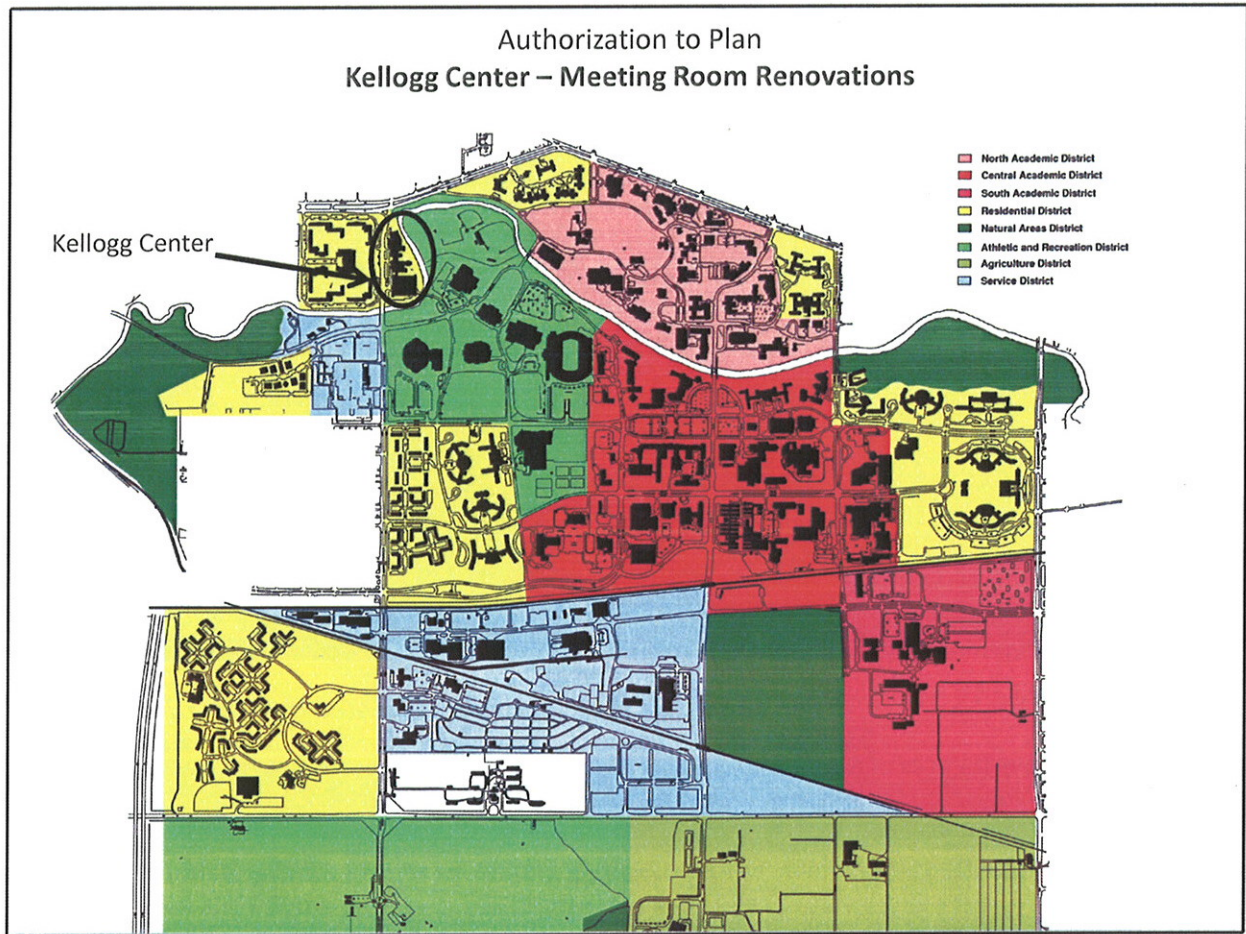 Authorization to Plan
Kellogg Center – Meeting Room Renovations
North Academic District
Central Academic District
South Academic District
Residential District
Natural Areas District
Athletic and Recreation District
Agriculture District
Service District
Kellogg Center